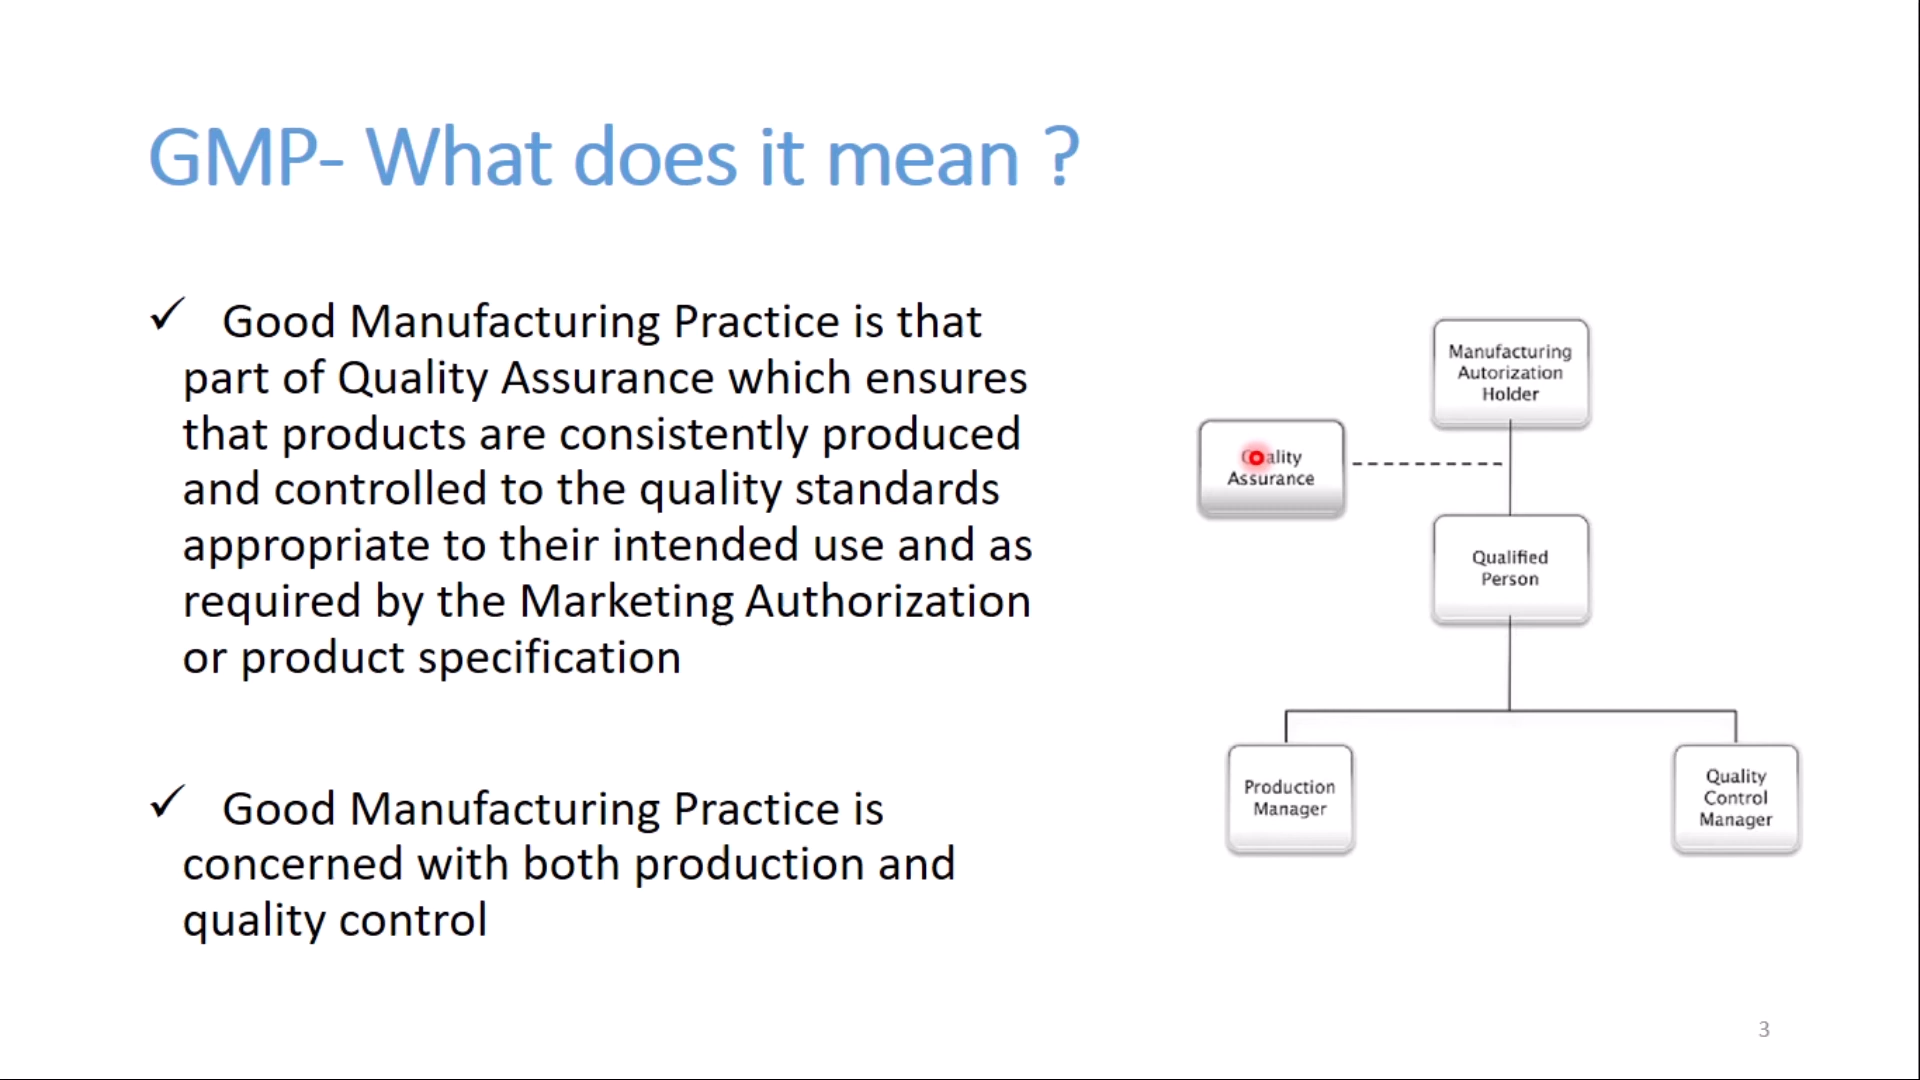 GMP- What does it mean ?
✓ Good Manufacturing Practice is that
part of Quality Assurance which ensures
that products are consistently produced
and controlled to the quality standards
appropriate to their intended use and as
required by the Marketing Authorization
or product specification
✓ Good Manufacturing Practice is
concerned with both production and
quality control
Manufacturing
Autorization
Holder
Assurance
Qualified
Person
Production
Manager
Quality
Control
Manager
3